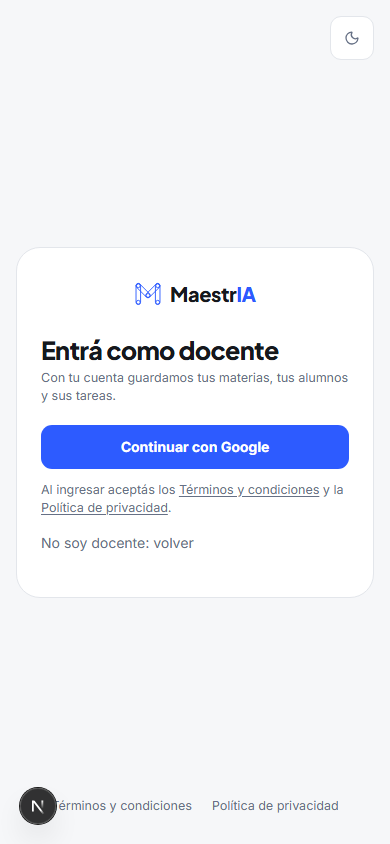 MaestrIA
Entrá como docente
Con tu cuenta guardamos tus materias, tus alumnos
y sus tareas.
Continuar con Google
Al ingresar aceptás los Términos y condiciones y la
Política de privacidad.
No soy docente: volver
N
Términos y condiciones
Política de privacidad